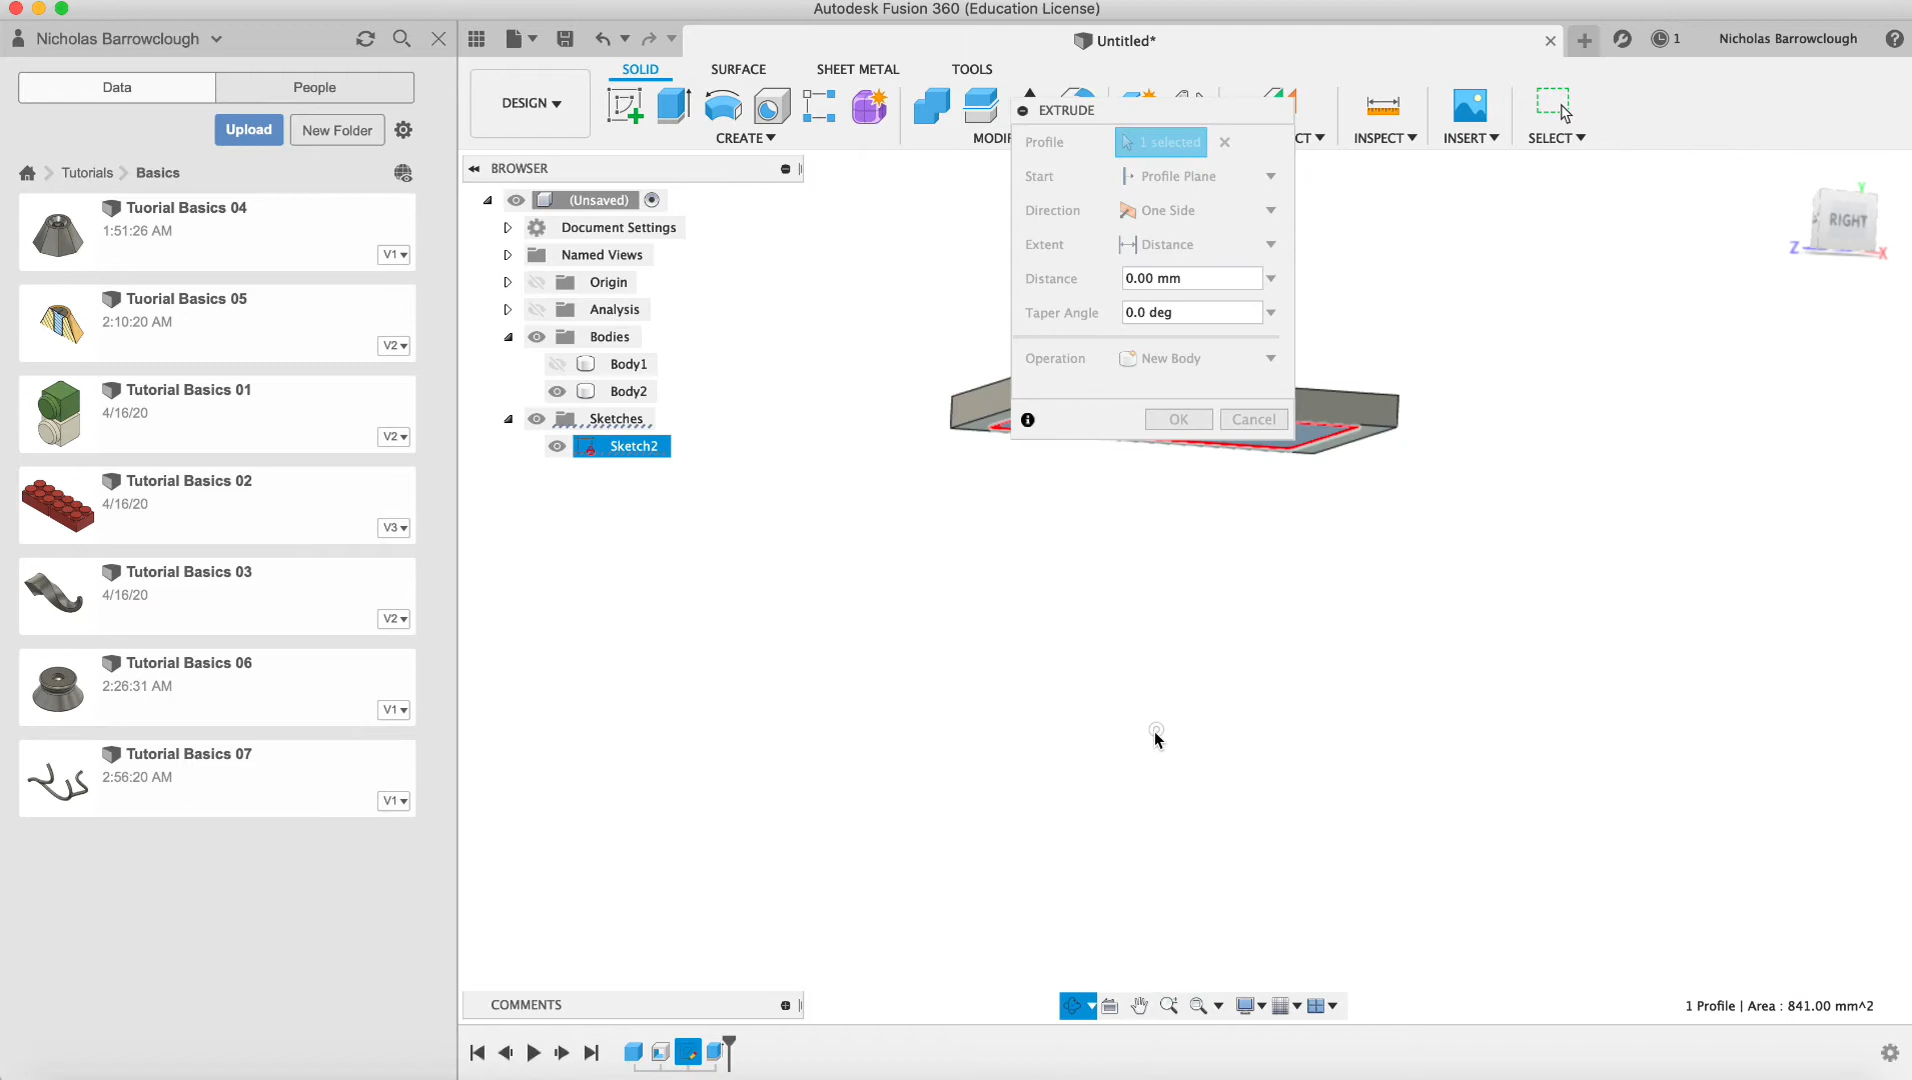 Autodesk Fusion 360 (Education License)
Nicholas Barrowclough
Untitled*
1
Nicholas Barrowclough
Data
People
Upload
New Folder
Tutorials
Basics
Tuorial Basics 04
1:51:26 AM
V1
Tuorial Basics 05
2:10:20 AM
V2
Tutorial Basics 01
4/16/20
V2
Tutorial Basics 02
4/16/20
V3
Tutorial Basics 03
4/16/20
V2
Tutorial Basics 06
2:26:31 AM
V1
Tutorial Basics 07
2:56:20 AM
V1
DESIGN
SOLID
SURFACE
SHEET METAL
TOOLS
CREATE
MODI
CT
INSPECT
INSERT
SELECT
BROWSER
(Unsaved)
Document Settings
Named Views
Origin
Analysis
Bodies
Body1
Body2
Sketches
Sketch2
EXTRUDE
Profile
1 selected
Start
Profile Plane
Direction
One Side
Extent
Distance
Distance
0.00 mm
Taper Angle
0.0 deg
Operation
New Body
OK
Cancel
Y
RIGHT
Z
X
COMMENTS
1 Profile | Area : 841.00 mm^2